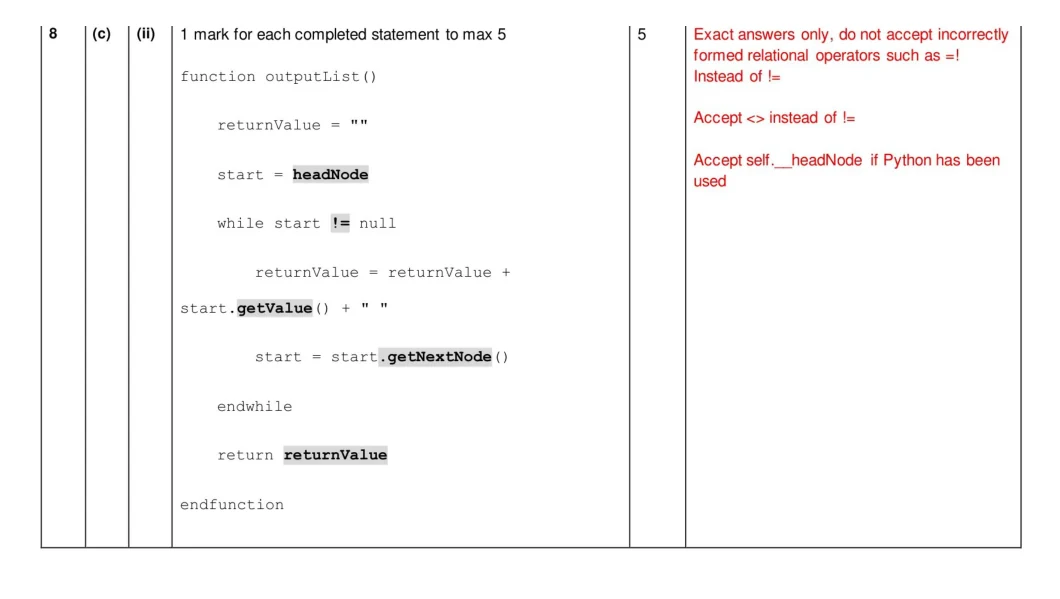 8 (c) (ii) 1 mark for each completed statement to max 5
function outputList()
returnValue = ""
start = headNode
while start != null
returnValue = returnValue +
start.getValue() + " "
start = start.getNextNode()
endwhile
return returnValue
endfunction
5
Exact answers only, do not accept incorrectly
formed relational operators such as =!
Instead of !=
Accept <> instead of !=
Accept self.__headNode if Python has been
used